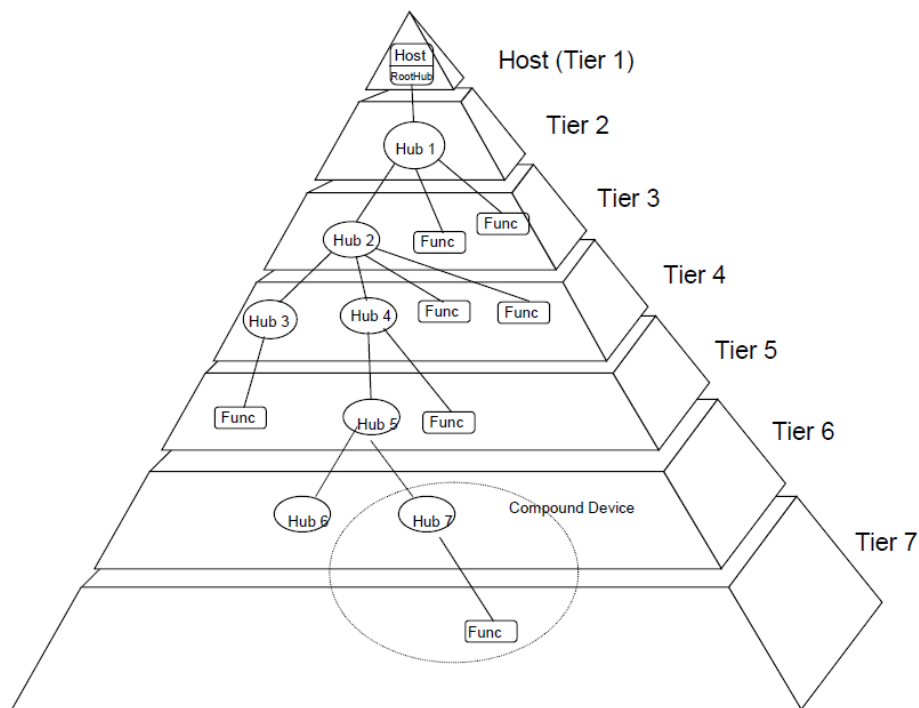 Host
RootHub
Host (Tier 1)
Tier 2
Hub 1
Tier 3
Func
Func
Hub 2
Tier 4
Func
Func
Hub 3
Hub 4
Tier 5
Func
Hub 5
Func
Tier 6
Compound Device
Hub 6
Hub 7
Tier 7
Func